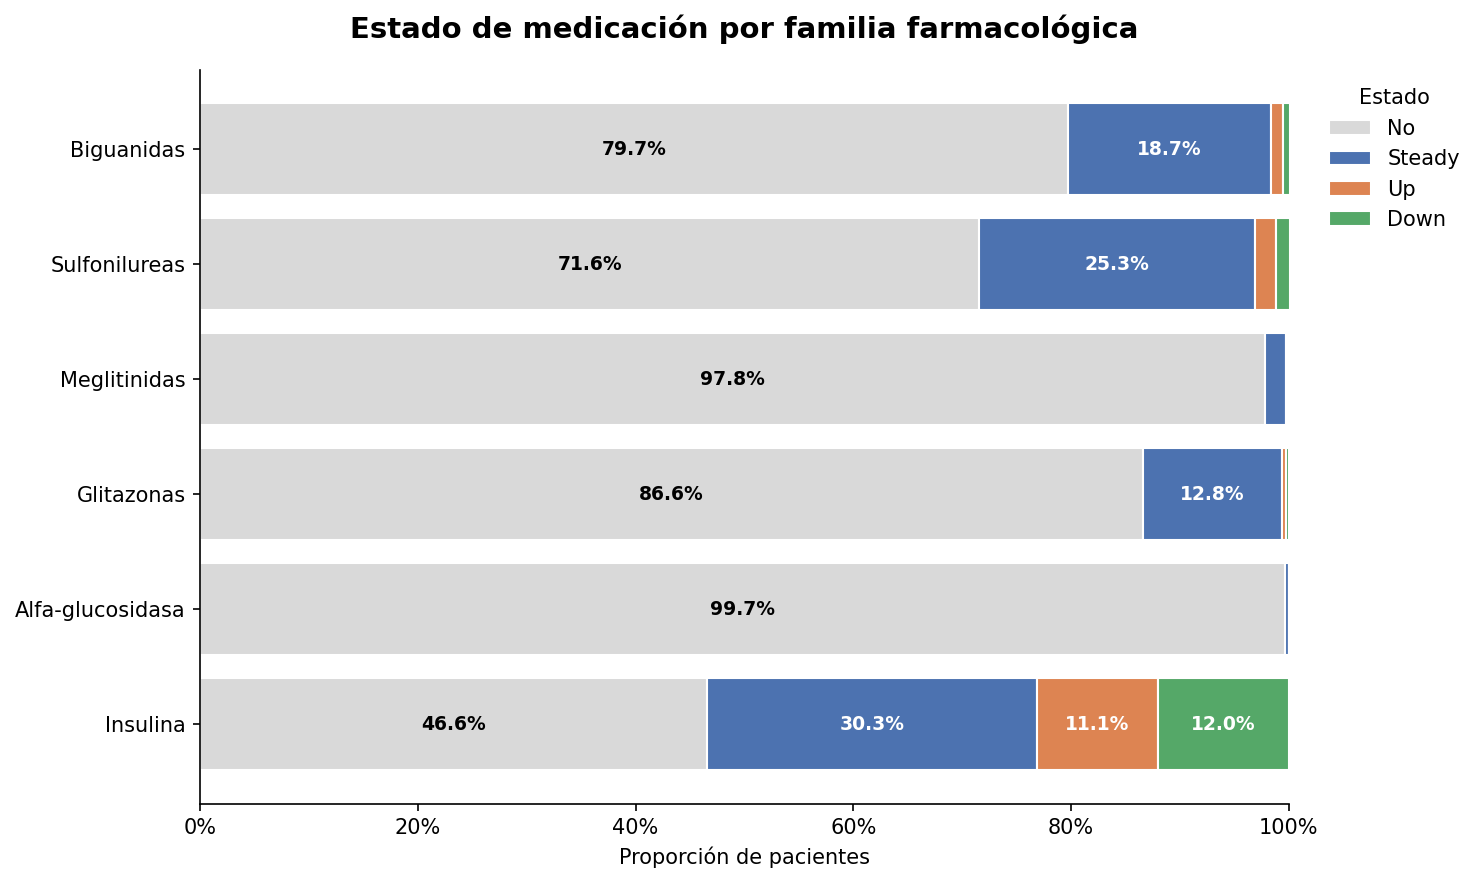 Estado de medicación por familia farmacológica
Estado
No
Steady
Up
Down
Biguanidas
79.7%
18.7%
Sulfonilureas
71.6%
25.3%
Meglitinidas
97.8%
Glitazonas
86.6%
12.8%
Alfa-glucosidasa
99.7%
Insulina
46.6%
30.3%
11.1%
12.0%
0%
20%
40%
60%
80%
100%
Proporción de pacientes